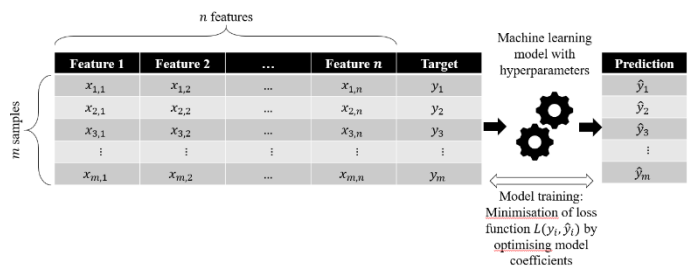 n features
Feature 1 Feature 2 ... Feature n Target
x1,1 x1,2 ... x1,n y1
x2,1 x2,2 ... x2,n y2
x3,1 x3,2 ... x3,n y3
⋮ ⋮ ⋮ ⋮ ⋮
xm,1 xm,2 ... xm,n ym
m samples
Machine learning
model with
hyperparameters
Model training:
Minimisation of loss
function L(yi, ŷi) by
optimising model
coefficients
Prediction
ŷ1
ŷ2
ŷ3
⋮
ŷm